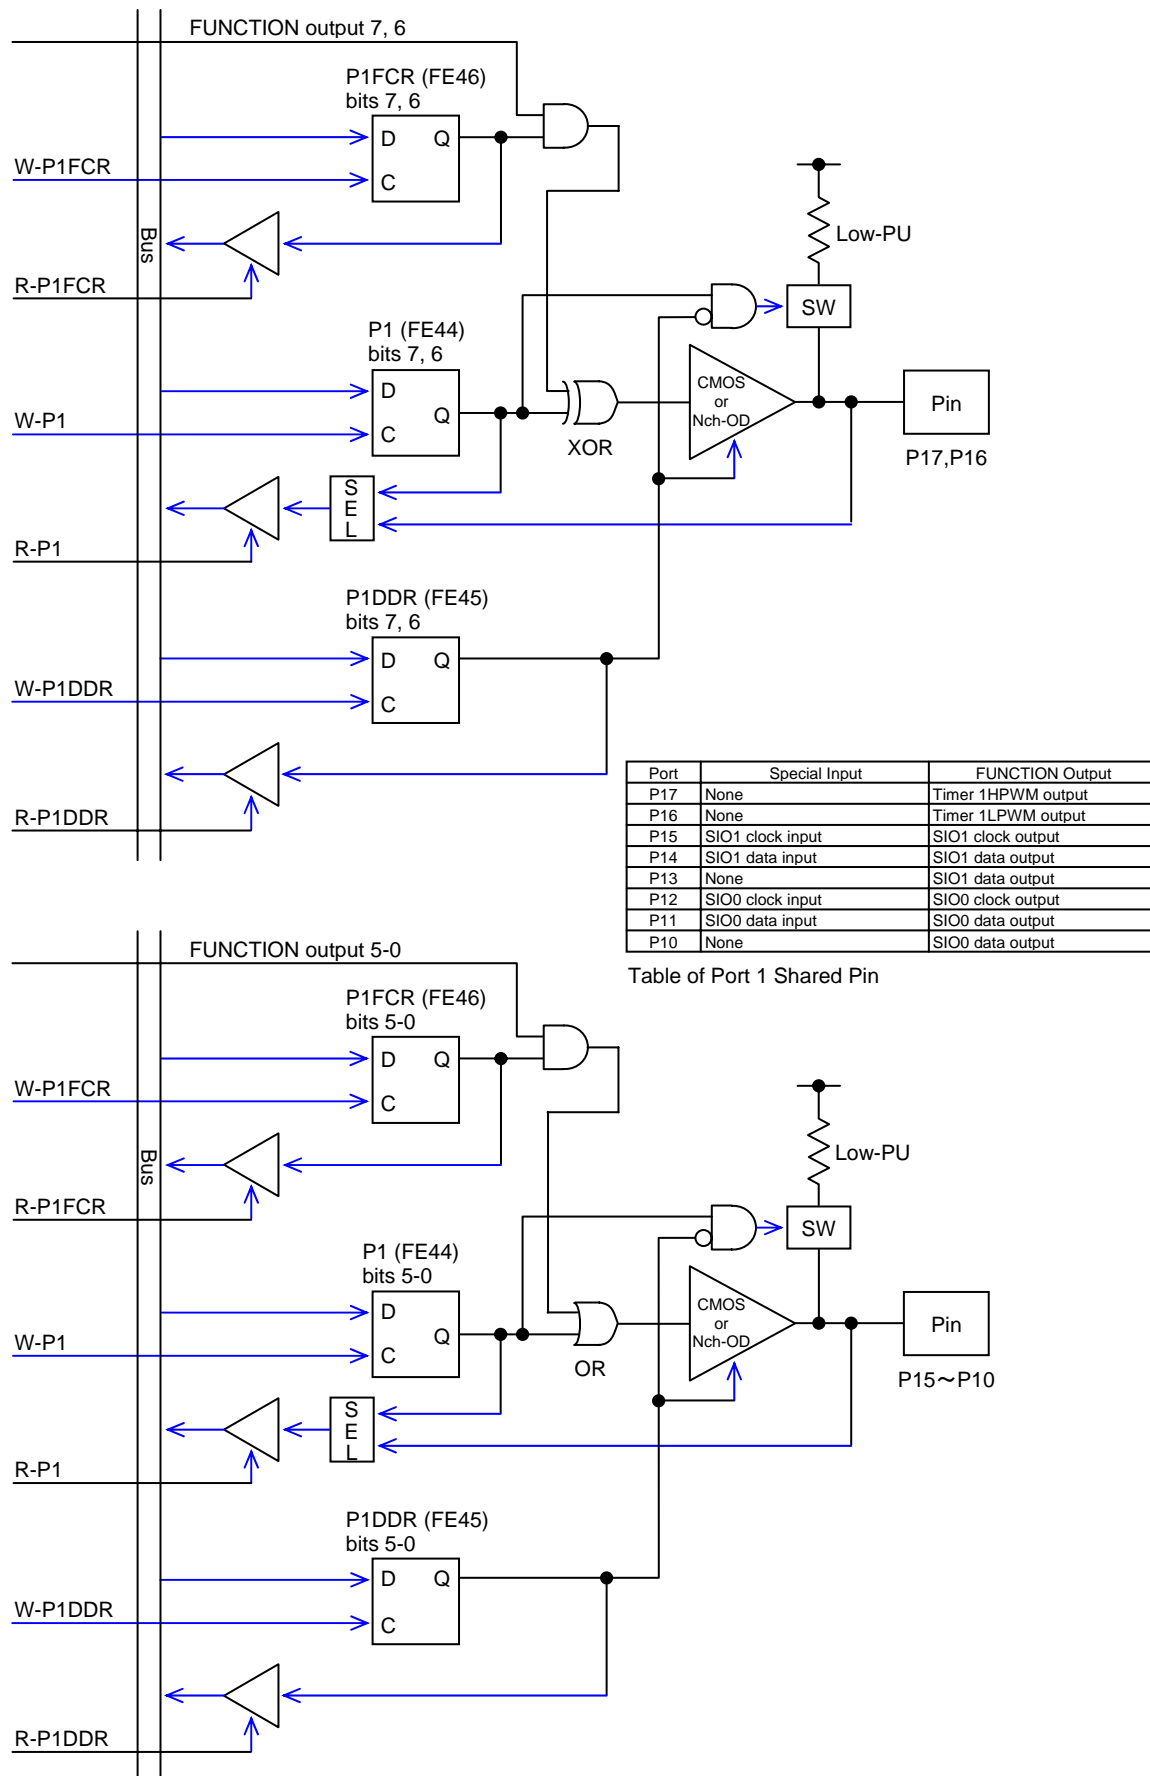 FUNCTION output 7, 6
P1FCR (FE46)
bits 7, 6
D Q
W-P1FCR
C
Bus
R-P1FCR
Low-PU
SW
P1 (FE44)
bits 7, 6
D
Q
W-P1
C
XOR
CMOS
or
Nch-OD
Pin
P17,P16
S
E
L
R-P1
P1DDR (FE45)
bits 7, 6
D Q
W-P1DDR
C
R-P1DDR
Port Special Input FUNCTION Output
P17 None Timer 1HPWM output
P16 None Timer 1LPWM output
P15 SIO1 clock input SIO1 clock output
P14 SIO1 data input SIO1 data output
P13 None SIO1 data output
P12 SIO0 clock input SIO0 clock output
P11 SIO0 data input SIO0 data output
P10 None SIO0 data output
Table of Port 1 Shared Pin
FUNCTION output 5-0
P1FCR (FE46)
bits 5-0
D Q
W-P1FCR
C
Bus
R-P1FCR
Low-PU
SW
P1 (FE44)
bits 5-0
D
Q
W-P1
C
OR
CMOS
or
Nch-OD
Pin
P15～P10
S
E
L
R-P1
P1DDR (FE45)
bits 5-0
D Q
W-P1DDR
C
R-P1DDR